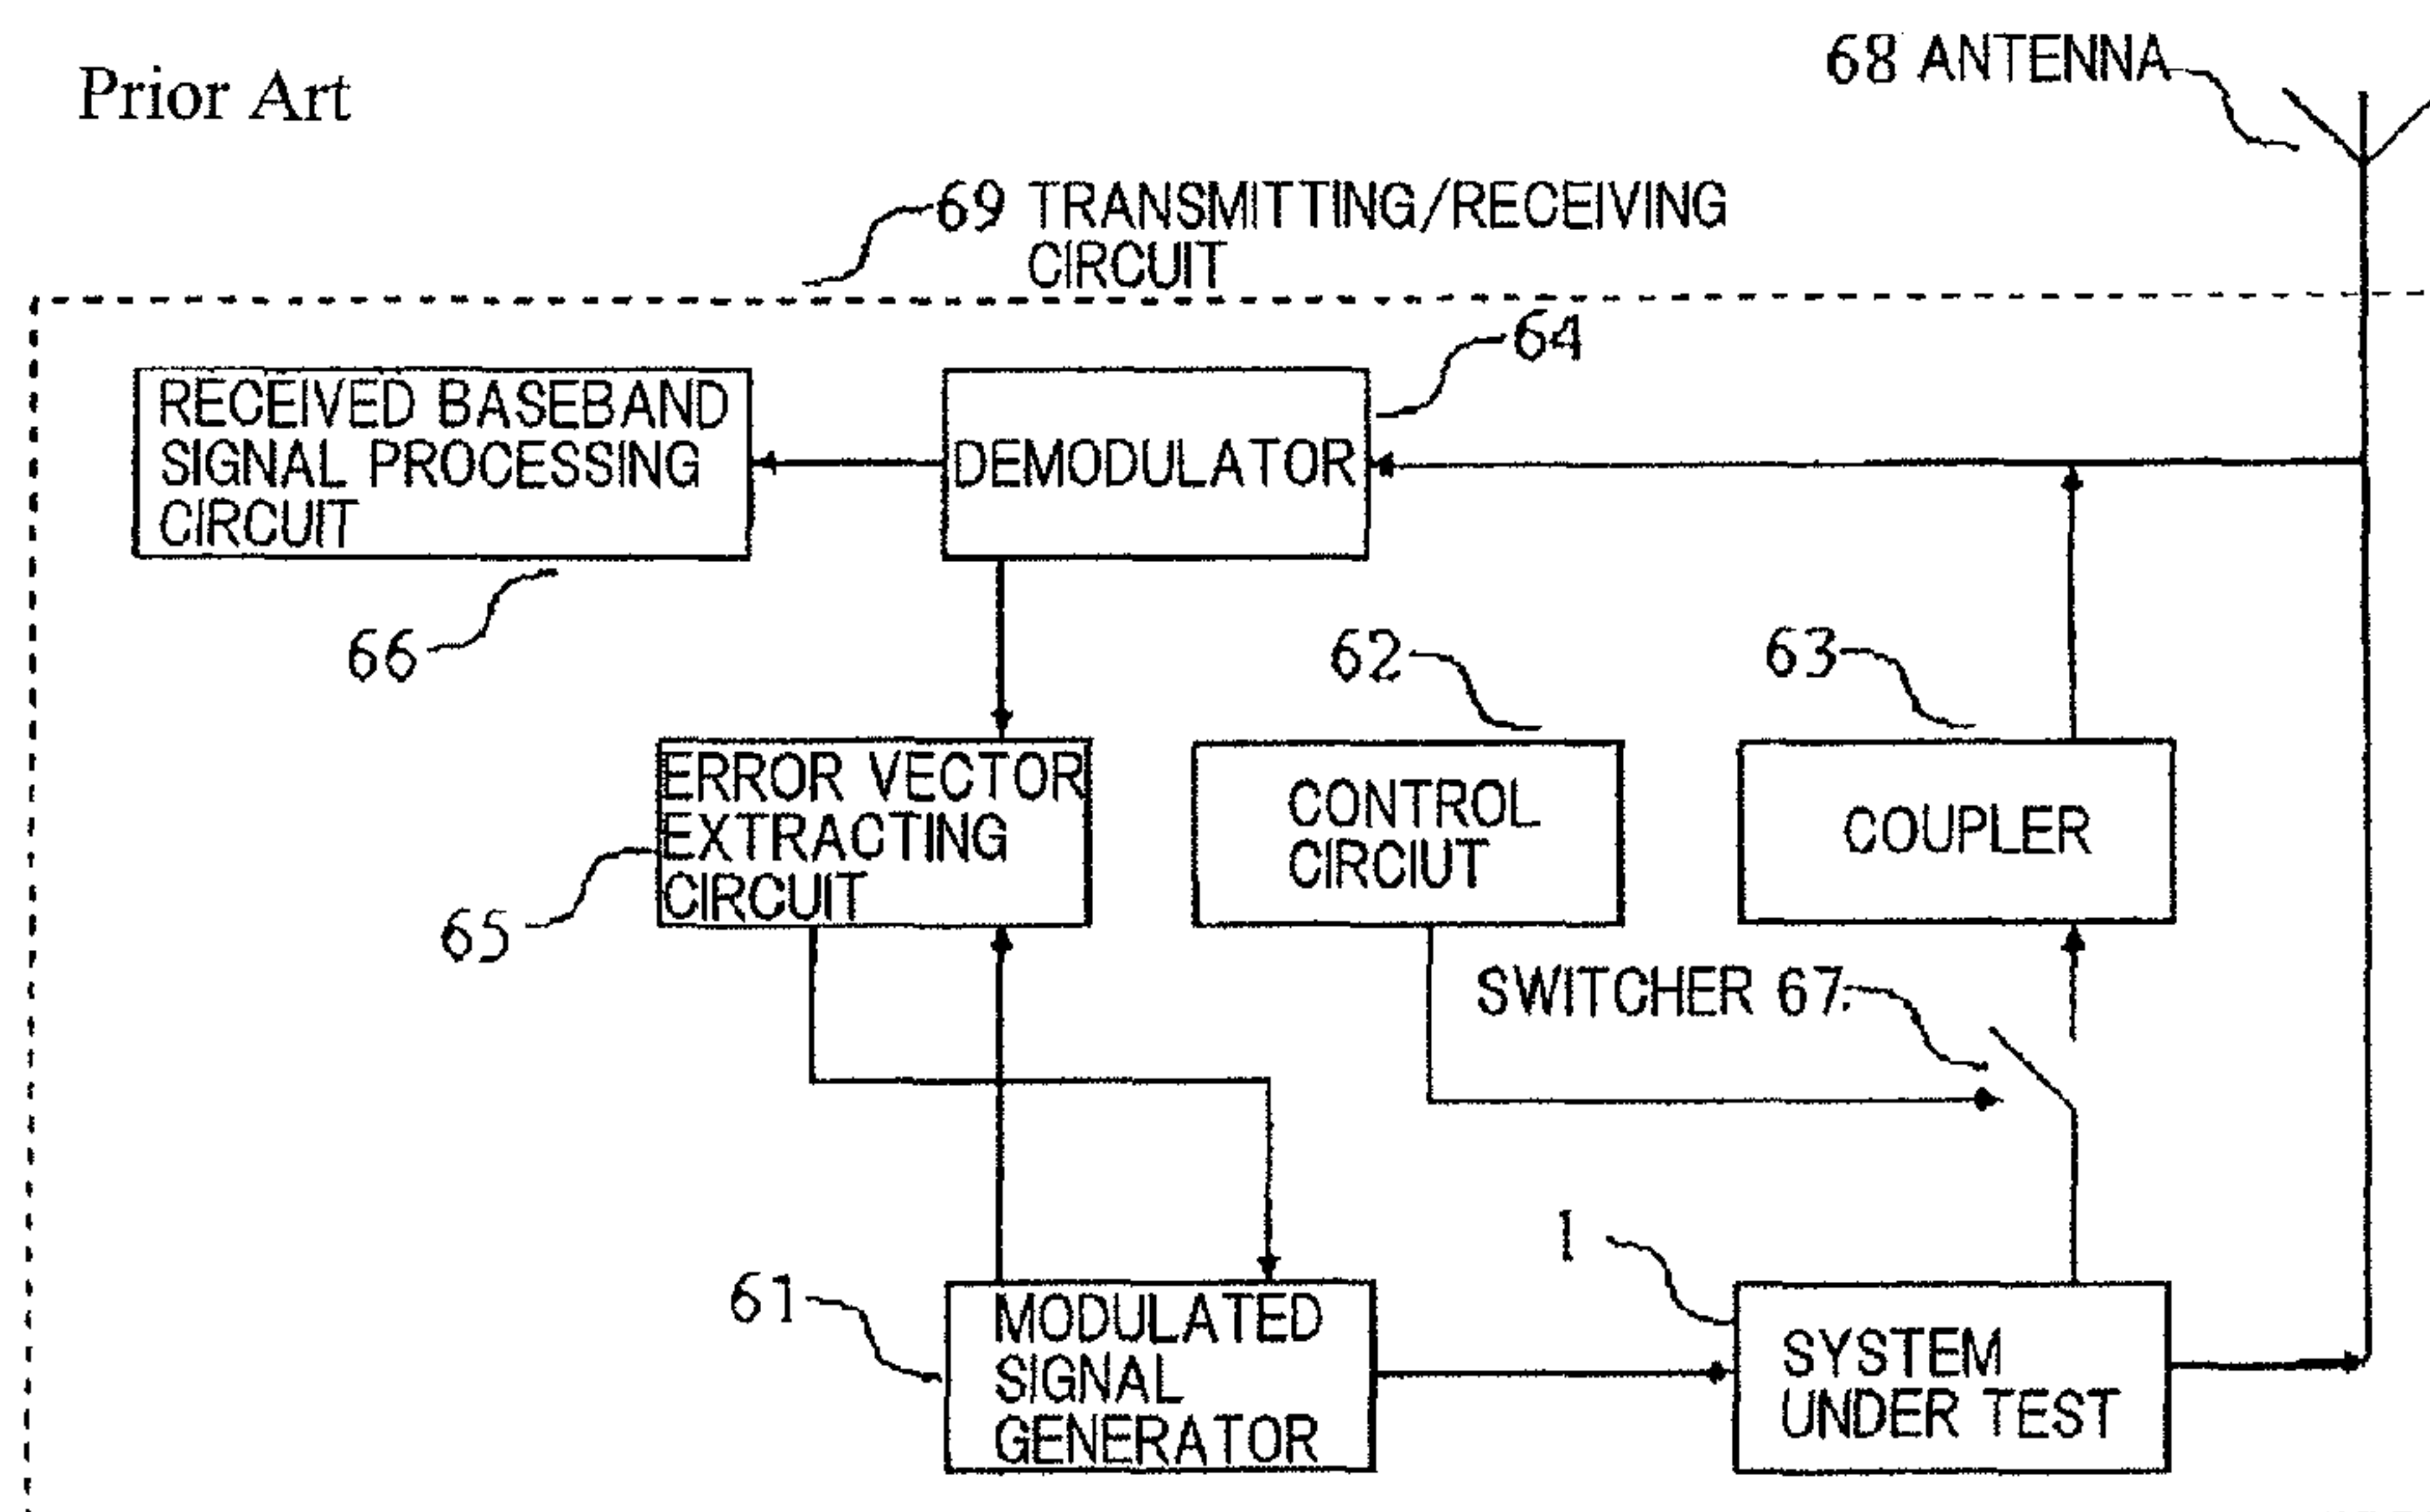 68 ANTENNA
Prior Art
69 TRANSMITTING/RECEIVING
CIRCUIT
64
RECEIVED BASEBAND
SIGNAL PROCESSING
CIRCUIT
DEMODULATOR
66
62
63
ERROR VECTOR
EXTRACTING
CIRCUIT
CONTROL
CIRCIUT
COUPLER
65
SWITCHER 67.
1
61
MODULATED
SIGNAL
GENERATOR
SYSTEM
UNDER TEST